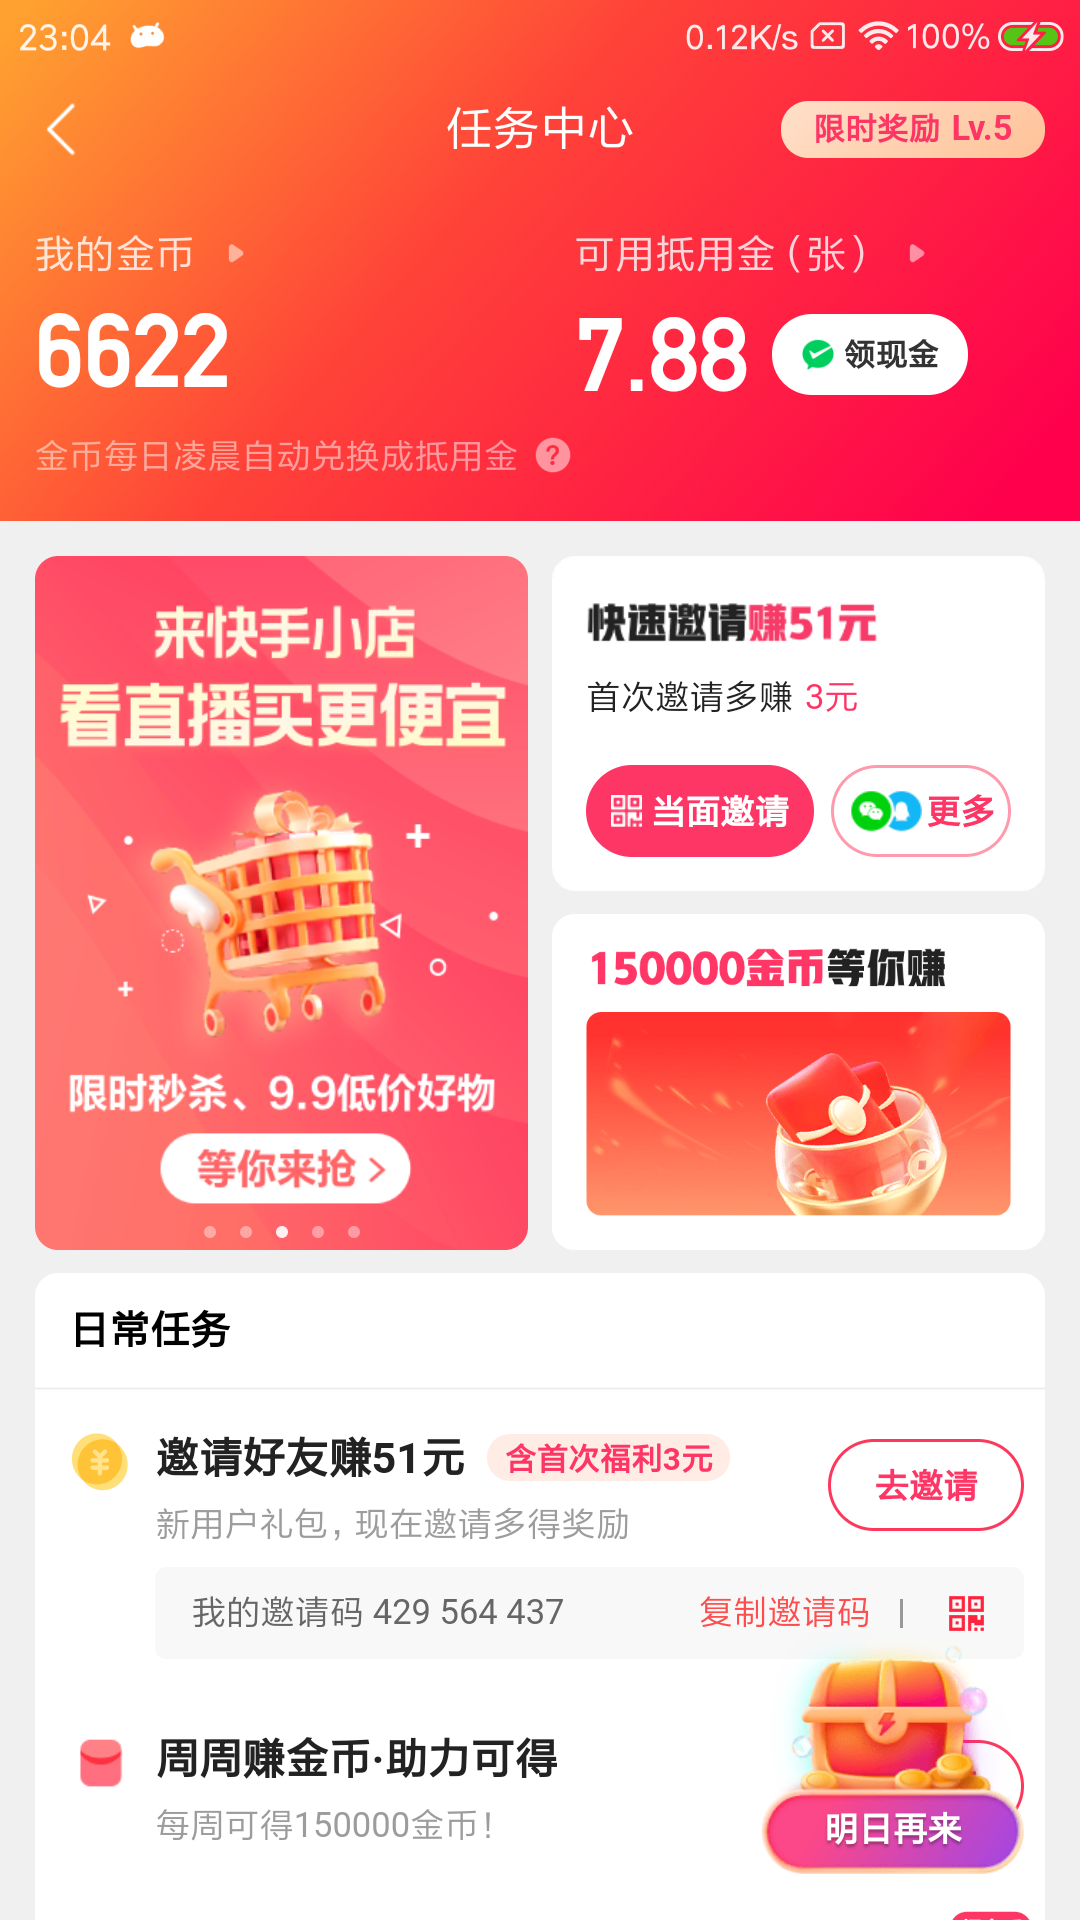 23:04
0.12K/s
100%
任务中心
限时奖励 Lv.5
我的金币
6622
可用抵用金（张）
7.88
领现金
金币每日凌晨自动兑换成抵用金 ?
来快手小店
看直播买更便宜
限时秒杀、9.9低价好物
等你来抢 >
快速邀请赚51元
首次邀请多赚 3元
当面邀请
更多
150000金币等你赚
日常任务
邀请好友赚51元
含首次福利3元
新用户礼包，现在邀请多得奖励
去邀请
我的邀请码 429 564 437
复制邀请码 |
周周赚金币·助力可得
每周可得150000金币！
明日再来